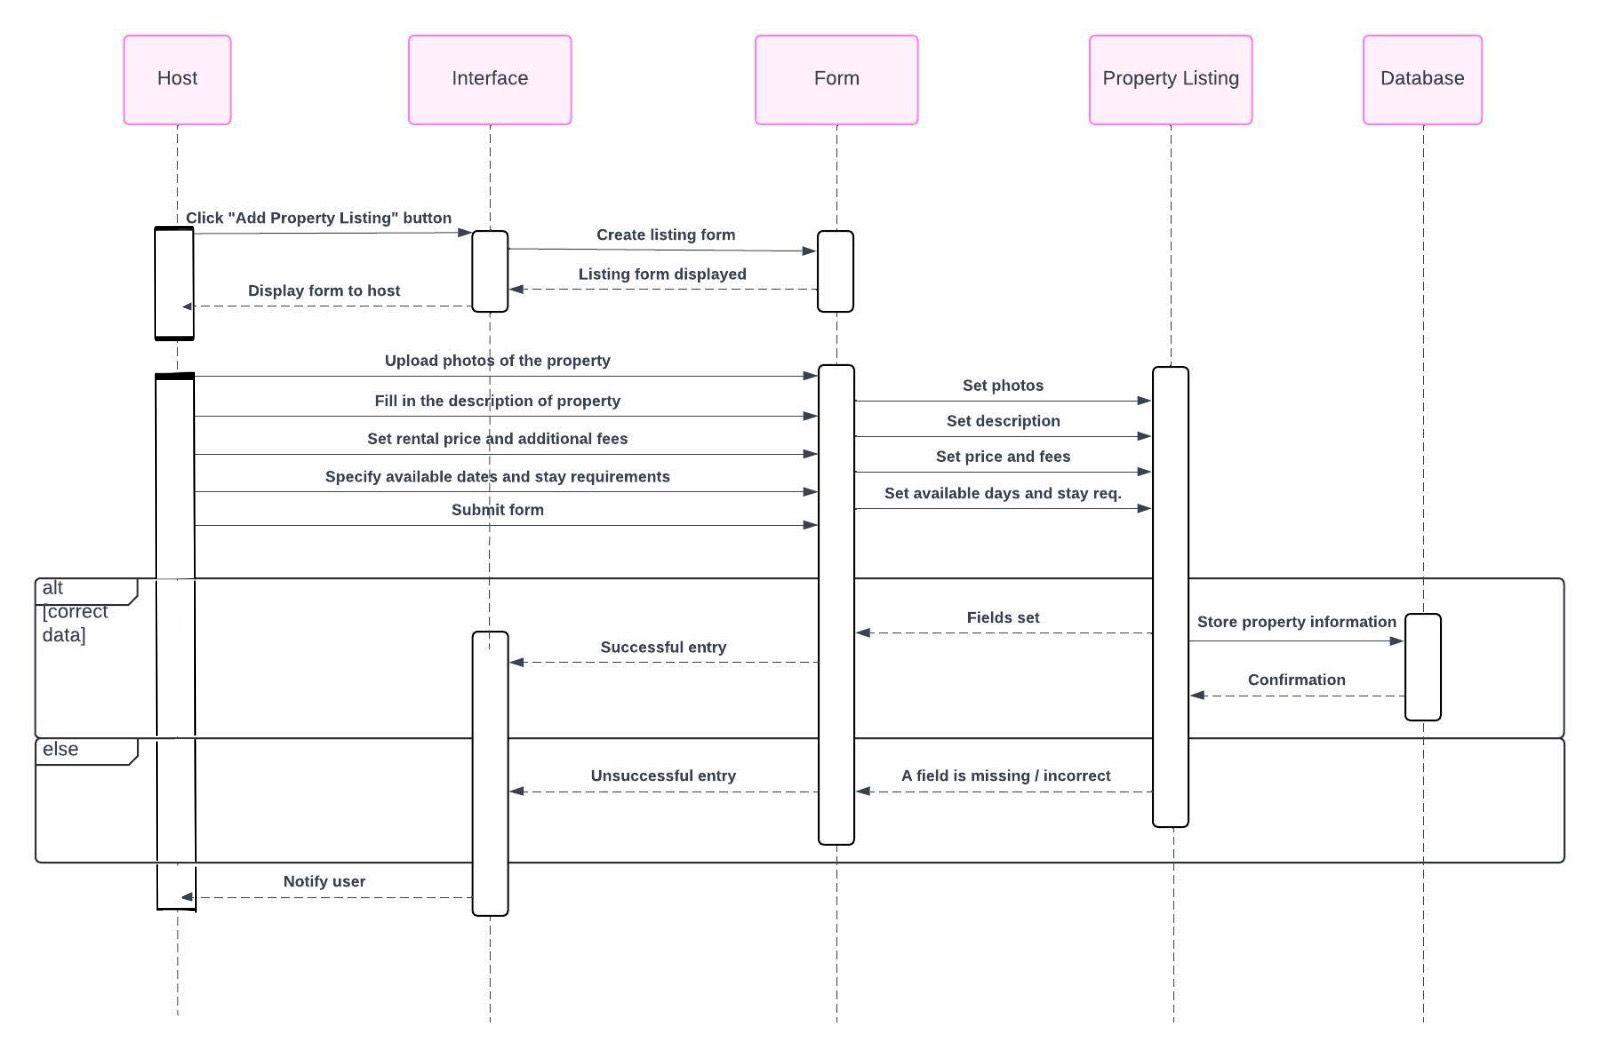 Host
Interface
Form
Property Listing
Database
Click "Add Property Listing" button
Create listing form
Listing form displayed
Display form to host
Upload photos of the property
Set photos
Fill in the description of property
Set description
Set rental price and additional fees
Set price and fees
Specify available dates and stay requirements
Set available days and stay req.
Submit form
alt
[correct
data]
Fields set
Store property information
Successful entry
Confirmation
else
Unsuccessful entry
A field is missing / incorrect
Notify user